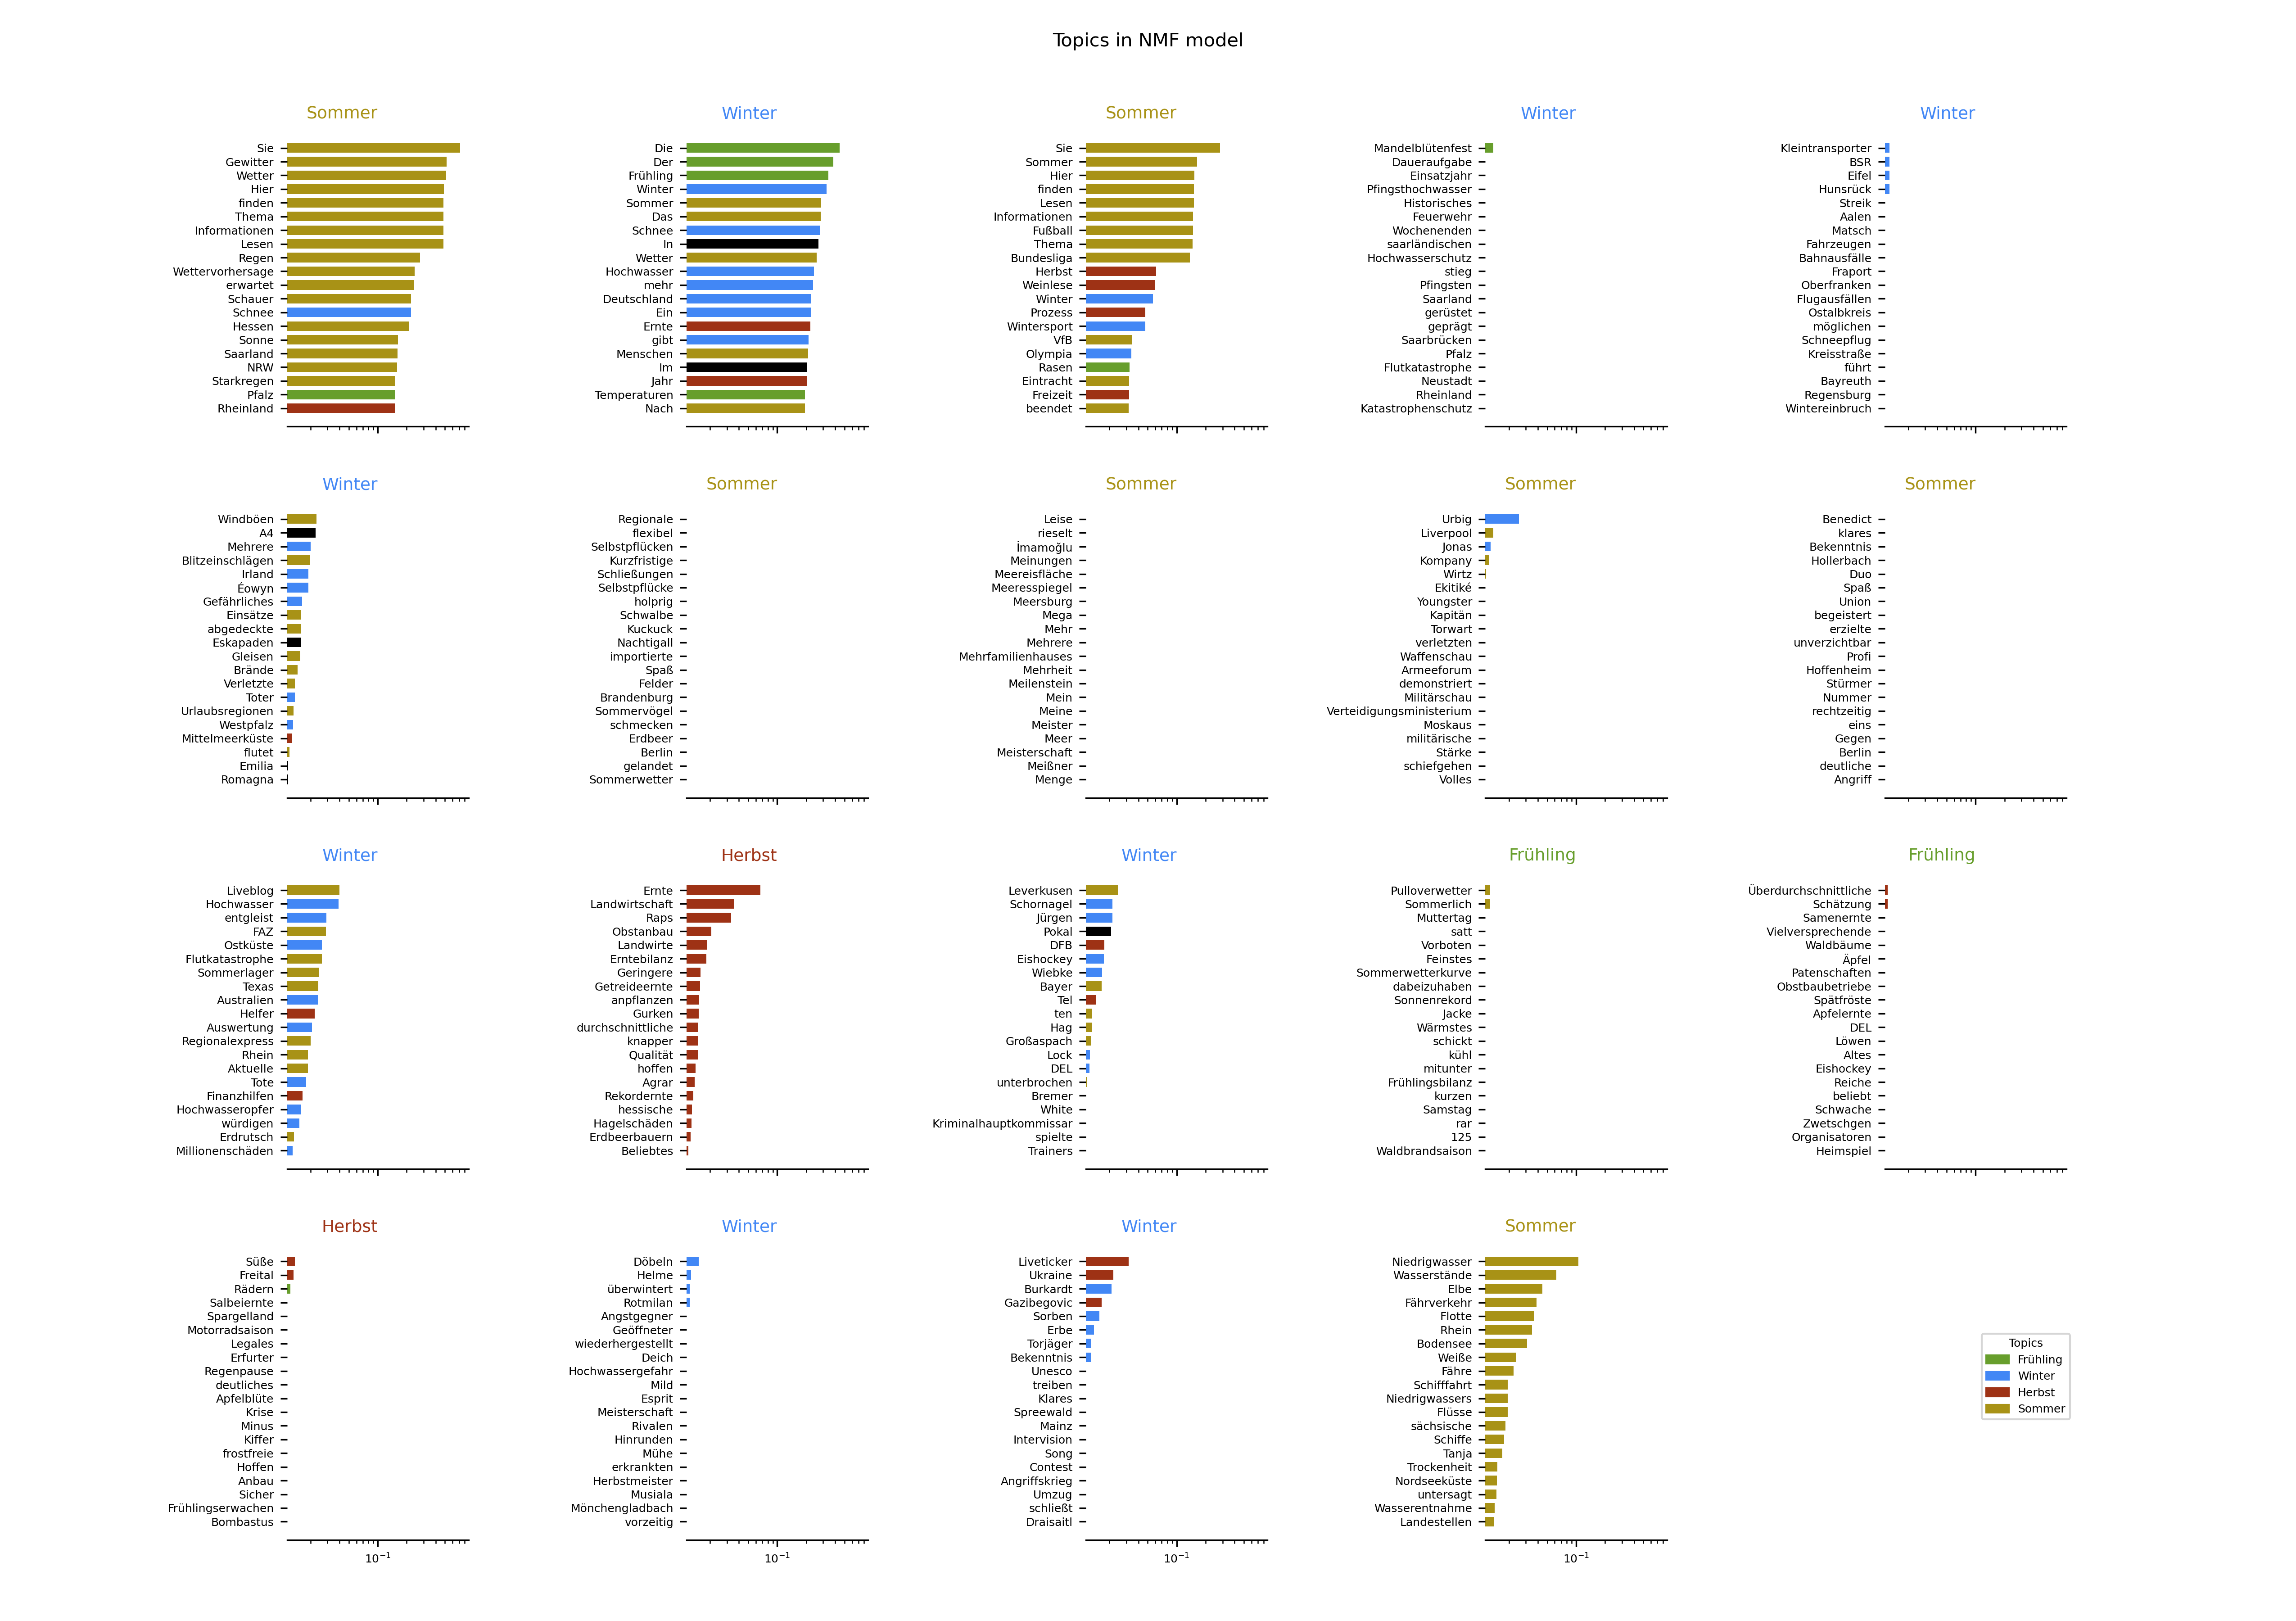 Topics in NMF model
Sommer
Sie
Gewitter
Wetter
Hier
finden
Thema
Informationen
Lesen
Regen
Wettervorhersage
erwartet
Schauer
Schnee
Hessen
Sonne
Saarland
NRW
Starkregen
Pfalz
Rheinland
Winter
Die
Der
Frühling
Winter
Sommer
Das
Schnee
In
Wetter
Hochwasser
mehr
Deutschland
Ein
Ernte
gibt
Menschen
Im
Jahr
Temperaturen
Nach
Sommer
Sie
Sommer
Hier
finden
Lesen
Informationen
Fußball
Thema
Bundesliga
Herbst
Weinlese
Winter
Prozess
Wintersport
VfB
Olympia
Rasen
Eintracht
Freizeit
beendet
Winter
Mandelblütenfest
Daueraufgabe
Einsatzjahr
Pfingsthochwasser
Historisches
Feuerwehr
Wochenenden
saarländischen
Hochwasserschutz
stieg
Pfingsten
Saarland
gerüstet
geprägt
Saarbrücken
Pfalz
Flutkatastrophe
Neustadt
Rheinland
Katastrophenschutz
Winter
Kleintransporter
BSR
Eifel
Hunsrück
Streik
Aalen
Matsch
Fahrzeugen
Bahnausfälle
Fraport
Oberfranken
Flugausfällen
Ostalbkreis
möglichen
Schneepflug
Kreisstraße
führt
Bayreuth
Regensburg
Wintereinbruch
Winter
Windböen
A4
Mehrere
Blitzeinschlägen
Irland
Éowyn
Gefährliches
Einsätze
abgedeckte
Eskapaden
Gleisen
Brände
Verletzte
Toter
Urlaubsregionen
Westpfalz
Mittelmeerküste
flutet
Emilia
Romagna
Sommer
Regionale
flexibel
Selbstpflücken
Kurzfristige
Schließungen
Selbstpflücke
holprig
Schwalbe
Kuckuck
Nachtigall
importierte
Spaß
Felder
Brandenburg
Sommervögel
schmecken
Erdbeer
Berlin
gelandet
Sommerwetter
Sommer
Leise
rieselt
İmamoğlu
Meinungen
Meereisfläche
Meeresspiegel
Meersburg
Mega
Mehr
Mehrere
Mehrfamilienhauses
Mehrheit
Meilenstein
Mein
Meine
Meister
Meer
Meisterschaft
Meißner
Menge
Sommer
Urbig
Liverpool
Jonas
Kompany
Wirtz
Ekitiké
Youngster
Kapitän
Torwart
verletzten
Waffenschau
Armeeforum
demonstriert
Militärschau
Verteidigungsministerium
Moskaus
militärische
Stärke
schiefgehen
Volles
Sommer
Benedict
klares
Bekenntnis
Hollerbach
Duo
Spaß
Union
begeistert
erzielte
unverzichtbar
Profi
Hoffenheim
Stürmer
Nummer
rechtzeitig
eins
Gegen
Berlin
deutliche
Angriff
Winter
Liveblog
Hochwasser
entgleist
FAZ
Ostküste
Flutkatastrophe
Sommerlager
Texas
Australien
Helfer
Auswertung
Regionalexpress
Rhein
Aktuelle
Tote
Finanzhilfen
Hochwasseropfer
würdigen
Erdrutsch
Millionenschäden
Herbst
Ernte
Landwirtschaft
Raps
Obstanbau
Landwirte
Erntebilanz
Geringere
Getreideernte
anpflanzen
Gurken
durchschnittliche
knapper
Qualität
hoffen
Agrar
Rekordernte
hessische
Hagelschäden
Erdbeerbauern
Beliebtes
Winter
Leverkusen
Schornagel
Jürgen
Pokal
DFB
Eishockey
Wiebke
Bayer
Tel
ten
Hag
Großaspach
Lock
DEL
unterbrochen
Bremer
White
Kriminalhauptkommissar
spielte
Trainers
Frühling
Pulloverwetter
Sommerlich
Muttertag
satt
Vorboten
Feinstes
Sommerwetterkurve
dabeizuhaben
Sonnenrekord
Jacke
Wärmstes
schickt
kühl
mitunter
Frühlingsbilanz
kurzen
Samstag
rar
125
Waldbrandsaison
Frühling
Überdurchschnittliche
Schätzung
Samenernte
Vielversprechende
Waldbäume
Äpfel
Patenschaften
Obstbaubetriebe
Spätfröste
Apfelernte
DEL
Löwen
Altes
Eishockey
Reiche
beliebt
Schwache
Zwetschgen
Organisatoren
Heimspiel
Herbst
Süße
Freital
Rädern
Salbeiernte
Spargelland
Motorradsaison
Legales
Erfurter
Regenpause
deutliches
Apfelblüte
Krise
Minus
Kiffer
frostfreie
Hoffen
Anbau
Sicher
Frühlingserwachen
Bombastus
10⁻¹
Winter
Döbeln
Helme
überwintert
Rotmilan
Angstgegner
Geöffneter
wiederhergestellt
Deich
Hochwassergefahr
Mild
Esprit
Meisterschaft
Rivalen
Hinrunden
Mühe
erkrankten
Herbstmeister
Musiala
Mönchengladbach
vorzeitig
10⁻¹
Winter
Liveticker
Ukraine
Burkardt
Gazibegovic
Sorben
Erbe
Torjäger
Bekenntnis
Unesco
treiben
Klares
Spreewald
Mainz
Intervision
Song
Contest
Angriffskrieg
Umzug
schließt
Draisaitl
10⁻¹
Sommer
Niedrigwasser
Wasserstände
Elbe
Fährverkehr
Flotte
Rhein
Bodensee
Weiße
Fähre
Schifffahrt
Niedrigwassers
Flüsse
sächsische
Schiffe
Tanja
Trockenheit
Nordseeküste
untersagt
Wasserentnahme
Landestellen
10⁻¹
Topics
Frühling
Winter
Herbst
Sommer